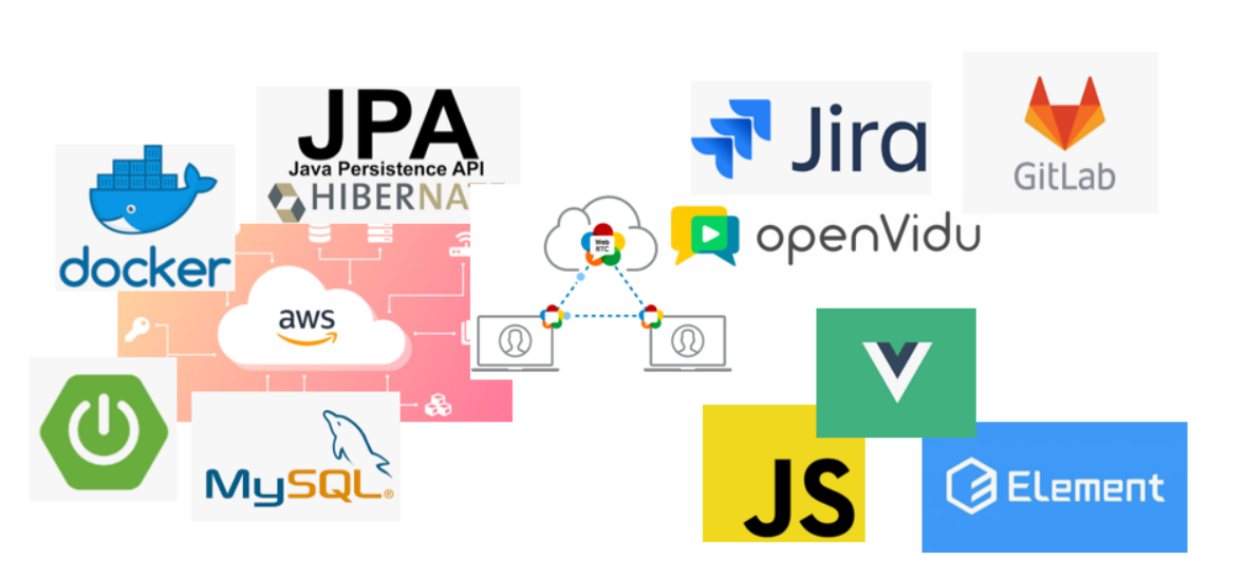 JPA
Java Persistence API
HIBERNAT
docker
aws
MySQL®
Web
RTC
Jira
GitLab
openVidu
JS
Element